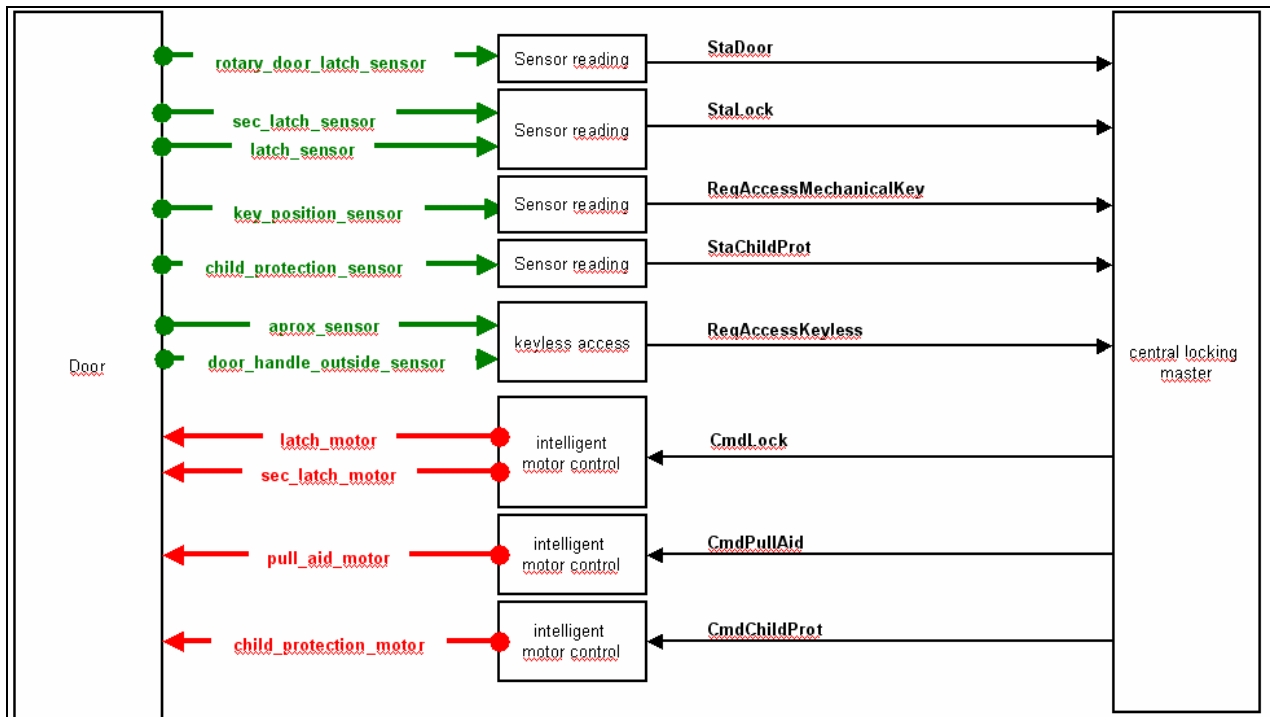 rotary_door_latch_sensor
Sensor reading
StaDoor
sec_latch_sensor
latch_sensor
Sensor reading
StaLock
key_position_sensor
Sensor reading
ReqAccessMechanicalKey
child_protection_sensor
Sensor reading
StaChildProt
aprox_sensor
door_handle_outside_sensor
keyless access
ReqAccessKeyless
Door
central locking
master
latch_motor
sec_latch_motor
intelligent
motor control
CmdLock
pull_aid_motor
intelligent
motor control
CmdPullAid
child_protection_motor
intelligent
motor control
CmdChildProt